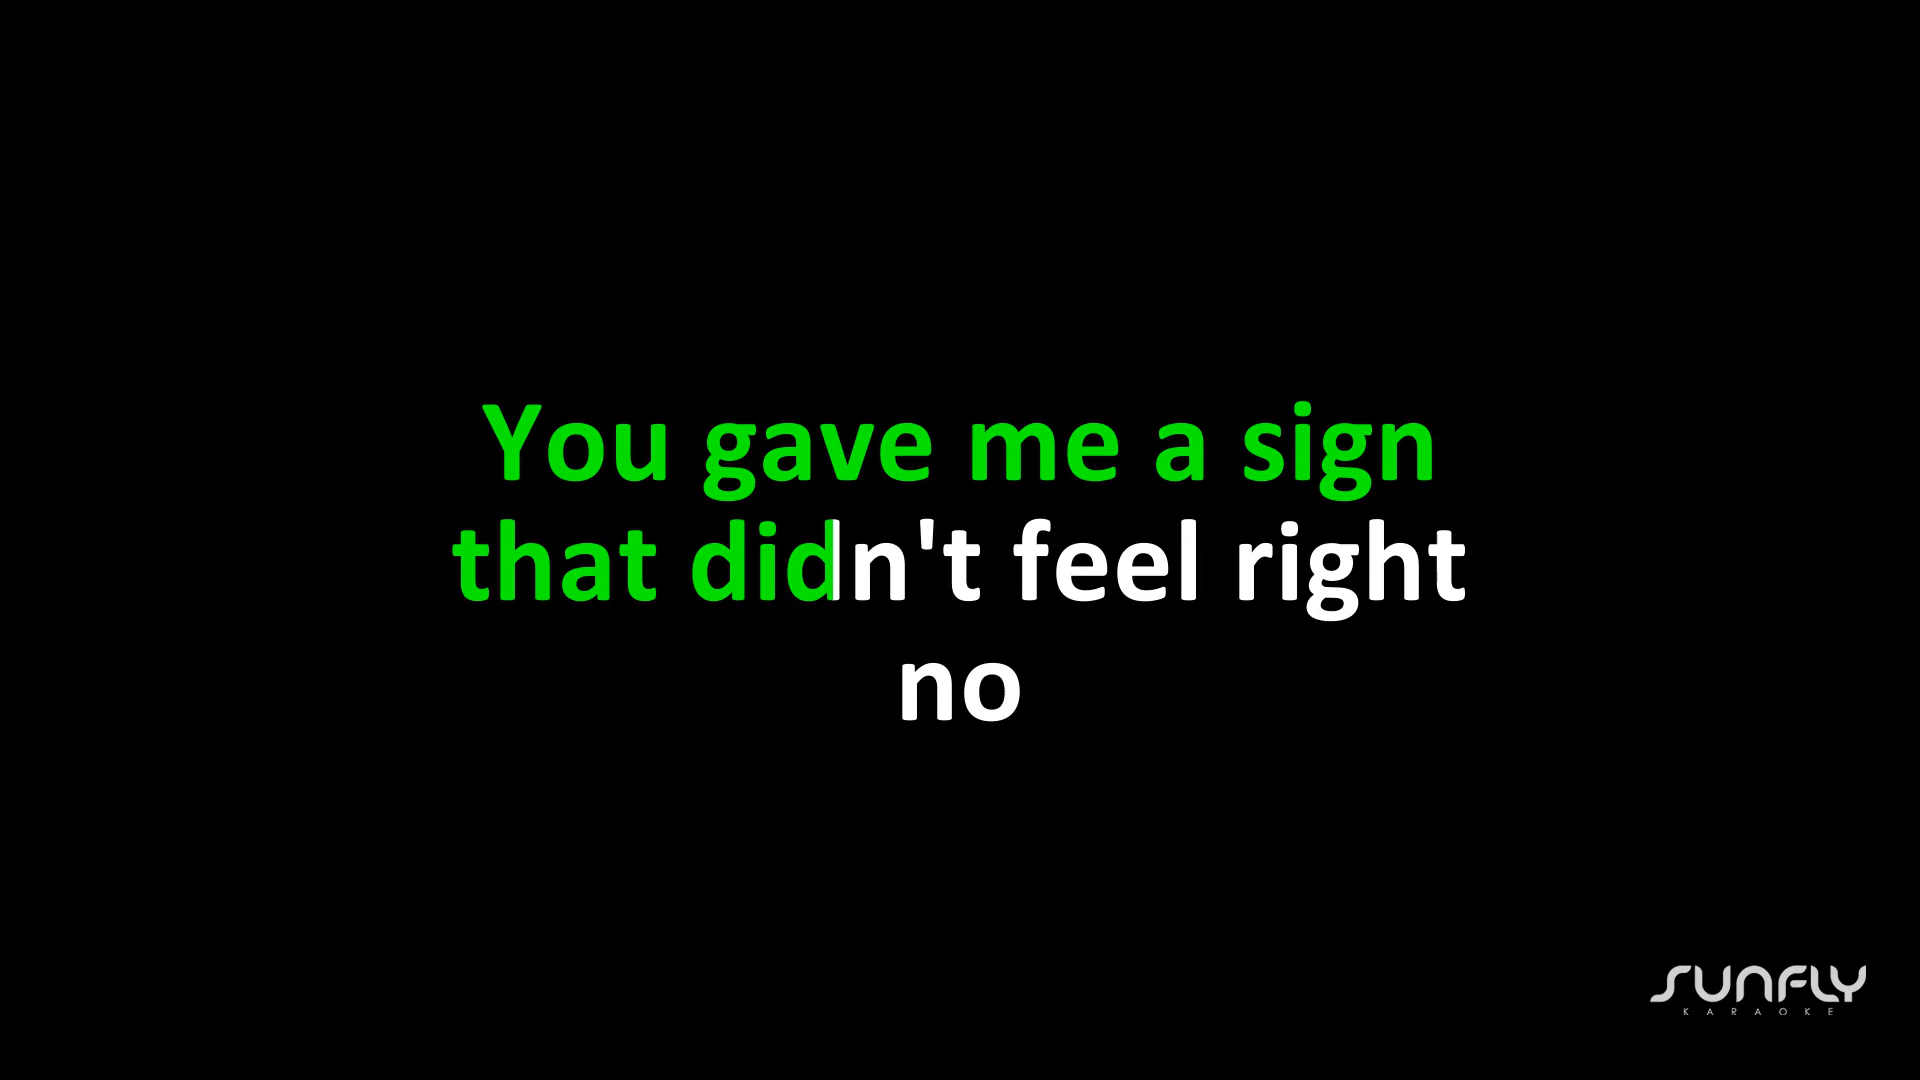 You gave me a sign
that didn't feel right
no
SUNFLY
KARAOKE